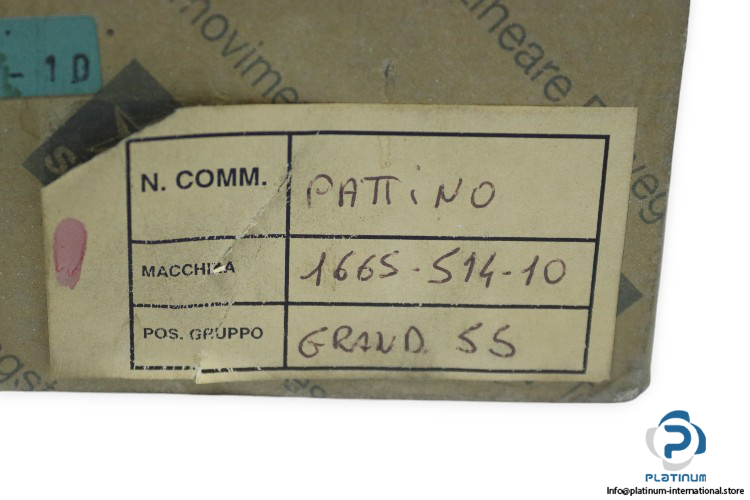 - 1D
movime
Lineare
N. COMM. PATTINO
MACCHINA 1665-514-10
POS. GRUPPO GRAND. 55
PLATINUM
Info@platinum-international.store